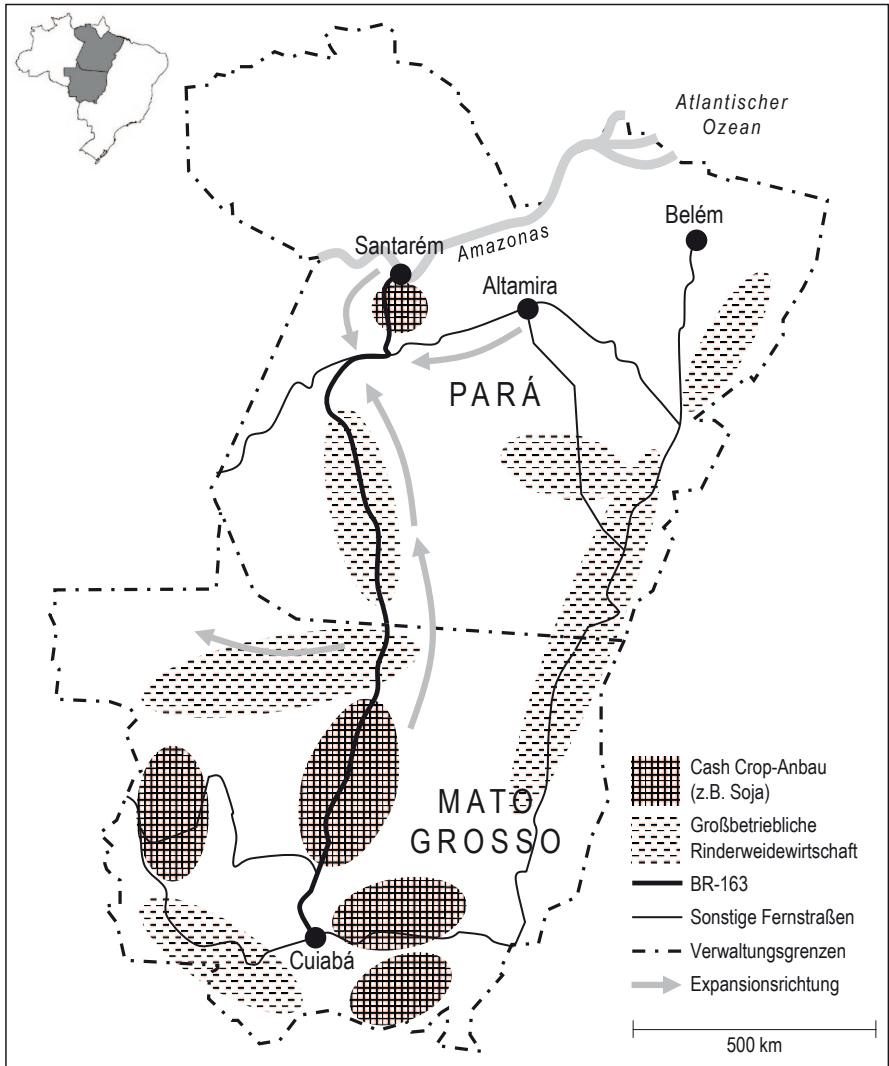 Atlantischer
Ozean
Belém
Amazonas
Santarém
Altamira
PARÁ
MATO
GROSSO
Cuiabá
Cash Crop-Anbau
(z.B. Soja)
Großbetriebliche
Rinderweidewirtschaft
BR-163
Sonstige Fernstraßen
Verwaltungsgrenzen
Expansionsrichtung
500 km